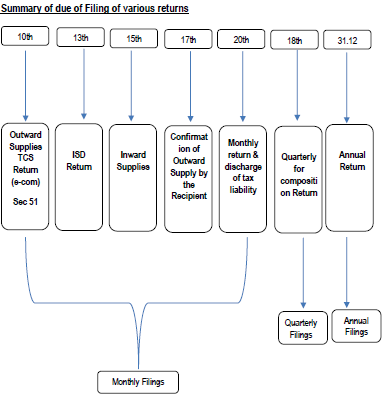 Summary of due of Filing of various returns
10th
13th
15th
17th
20th
18th
31.12
Outward
Supplies
TCS
Return
(e-com)
Sec 51
ISD
Return
Inward
Supplies
Confirmat
ion of
Outward
Supply by
the
Recipient
Monthly
return &
discharge
of tax
liability
Quarterly
for
compositi
on Return
Annual
Return
Quarterly
Filings
Annual
Filings
Monthly Filings